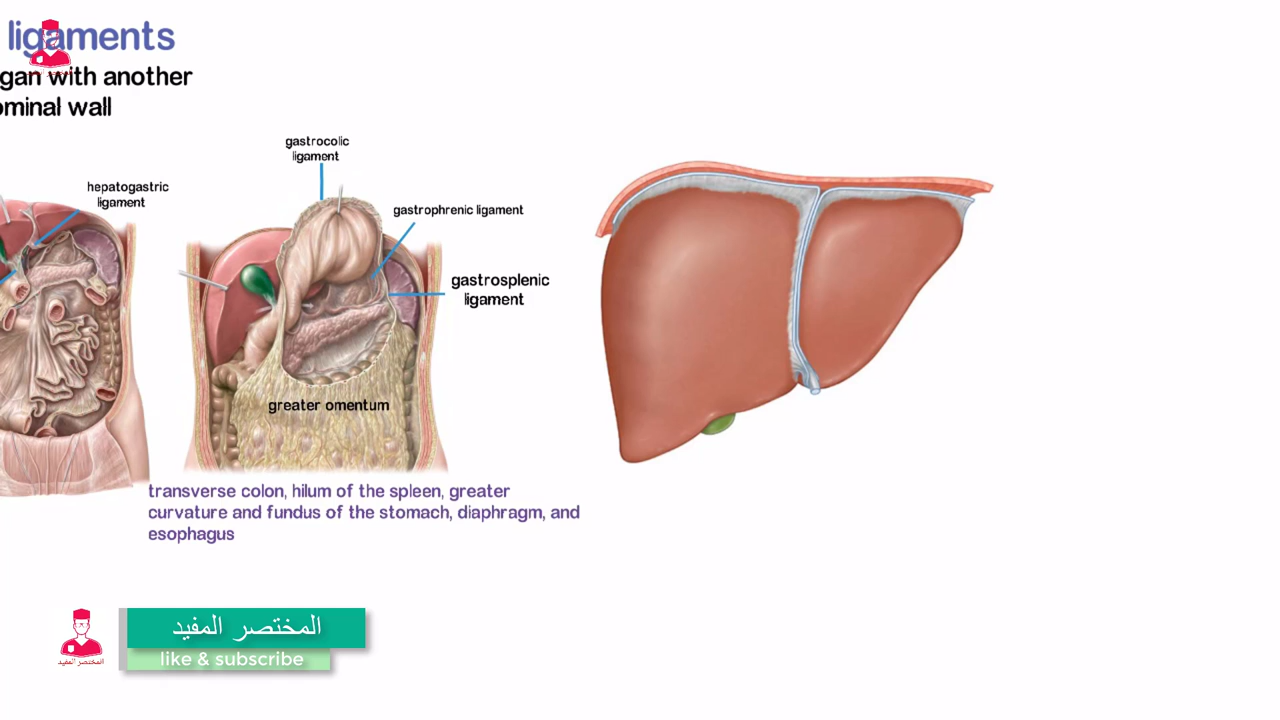 ligaments
gan with another
ominal wall
gastrocolic
ligament
hepatogastric
ligament
gastrophrenic ligament
gastrosplenic
ligament
greater omentum
transverse colon, hilum of the spleen, greater
curvature and fundus of the stomach, diaphragm, and
esophagus
المختصر المفيد
like & subscribe
المختصر المفيد